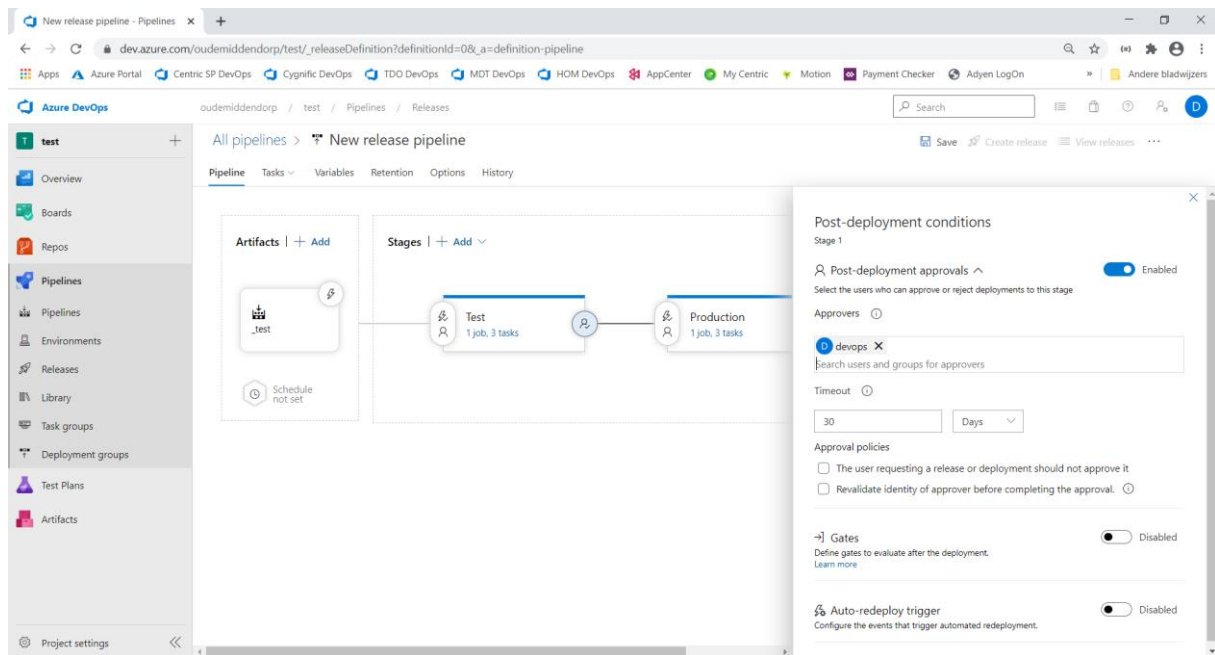 New release pipeline - Pipelines
dev.azure.com/oudemiddendorp/test/_releaseDefinition?definitionId=0&_a=definition-pipeline
Apps Azure Portal Centric SP DevOps Cygnific DevOps TDO DevOps MDT DevOps HOM DevOps AppCenter My Centric Motion Payment Checker Adyen LogOn » Andere bladwijzers
Azure DevOps
oudemiddendorp / test / Pipelines / Releases
Search
D
T test
Overview
Boards
Repos
Pipelines
Pipelines
Environments
Releases
Library
Task groups
Deployment groups
Test Plans
Artifacts
Project settings
All pipelines > New release pipeline
Save Create release View releases ...
Pipeline Tasks Variables Retention Options History
Artifacts | + Add
_test
Schedule
not set
Stages | + Add
Test
1 job, 3 tasks
Production
1 job, 3 tasks
Post-deployment conditions
Stage 1
Post-deployment approvals
Enabled
Select the users who can approve or reject deployments to this stage
Approvers
D devops
Search users and groups for approvers
Timeout
30 Days
Approval policies
The user requesting a release or deployment should not approve it
Revalidate identity of approver before completing the approval.
Gates
Disabled
Define gates to evaluate after the deployment.
Learn more
Auto-redeploy trigger
Disabled
Configure the events that trigger automated redeployment.